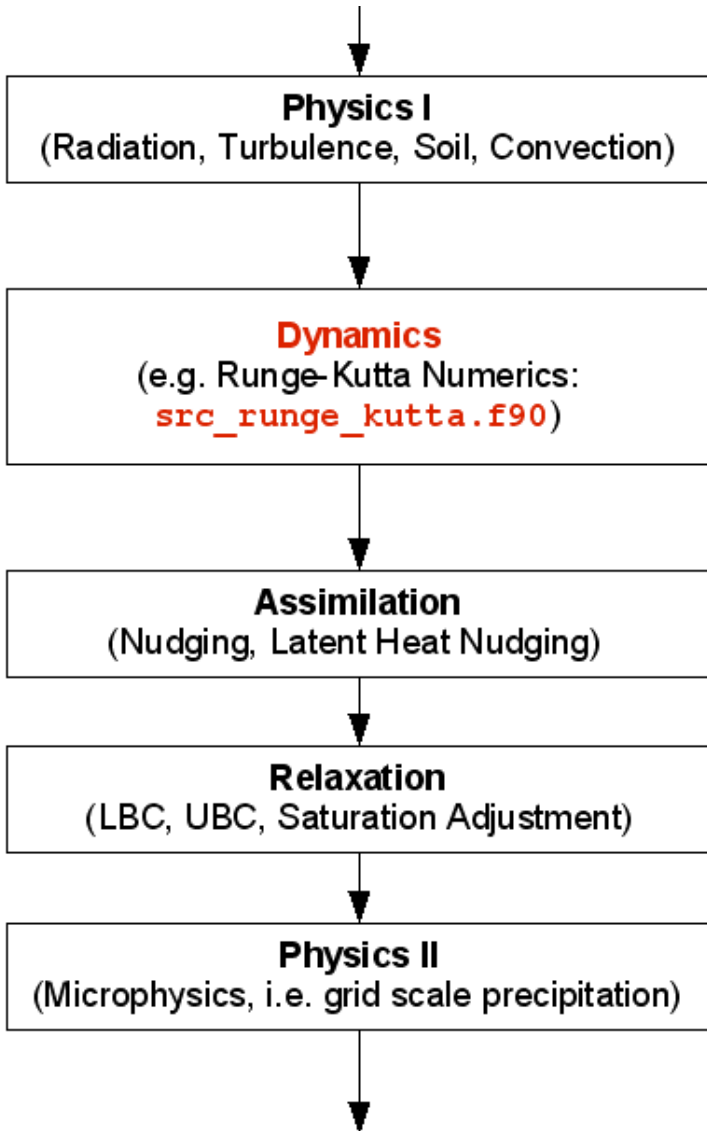 Physics I
(Radiation, Turbulence, Soil, Convection)
Dynamics
(e.g. Runge-Kutta Numerics:
src_runge_kutta.f90)
Assimilation
(Nudging, Latent Heat Nudging)
Relaxation
(LBC, UBC, Saturation Adjustment)
Physics II
(Microphysics, i.e. grid scale precipitation)